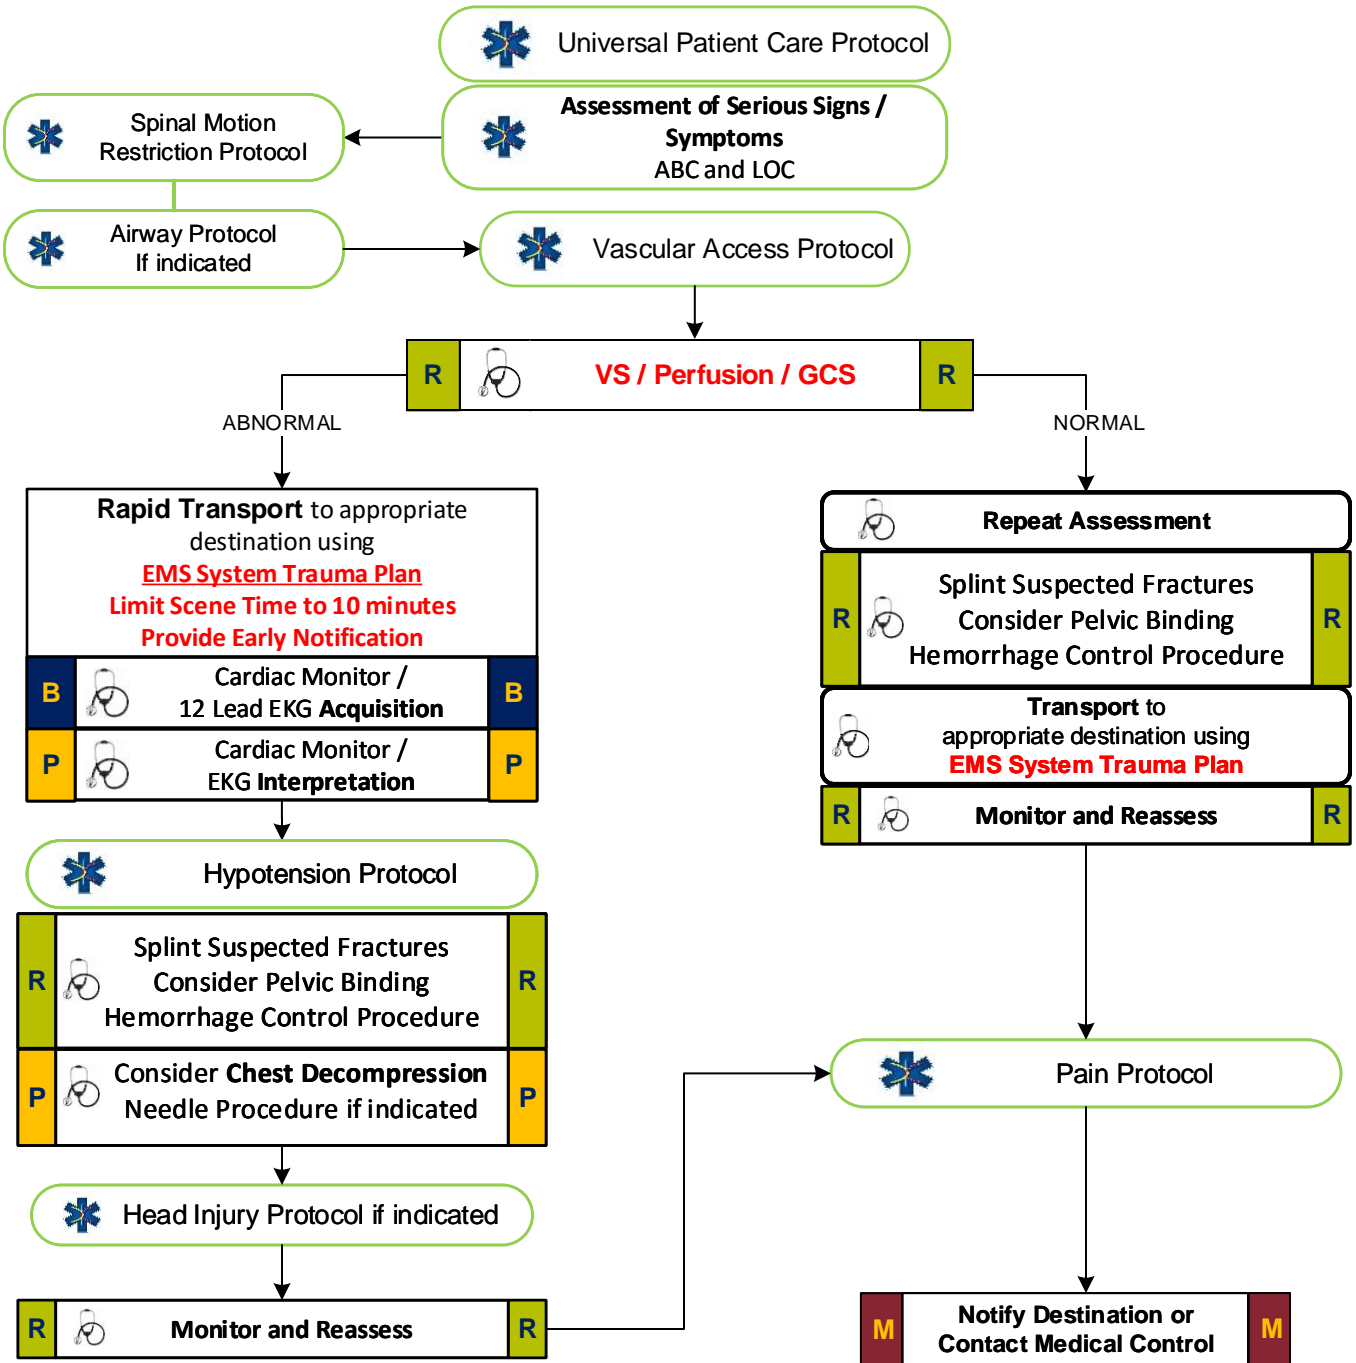 Universal Patient Care Protocol
Assessment of Serious Signs /
Symptoms
ABC and LOC
Spinal Motion
Restriction Protocol
Airway Protocol
If indicated
Vascular Access Protocol
R VS / Perfusion / GCS R
ABNORMAL
NORMAL
Rapid Transport to appropriate
destination using
EMS System Trauma Plan
Limit Scene Time to 10 minutes
Provide Early Notification
B Cardiac Monitor / B
12 Lead EKG Acquisition
P Cardiac Monitor / P
EKG Interpretation
Hypotension Protocol
Splint Suspected Fractures
R Consider Pelvic Binding R
Hemorrhage Control Procedure
P Consider Chest Decompression P
Needle Procedure if indicated
Head Injury Protocol if indicated
R Monitor and Reassess R
Repeat Assessment
Splint Suspected Fractures
R Consider Pelvic Binding R
Hemorrhage Control Procedure
Transport to
appropriate destination using
EMS System Trauma Plan
R Monitor and Reassess R
Pain Protocol
M Notify Destination or M
Contact Medical Control